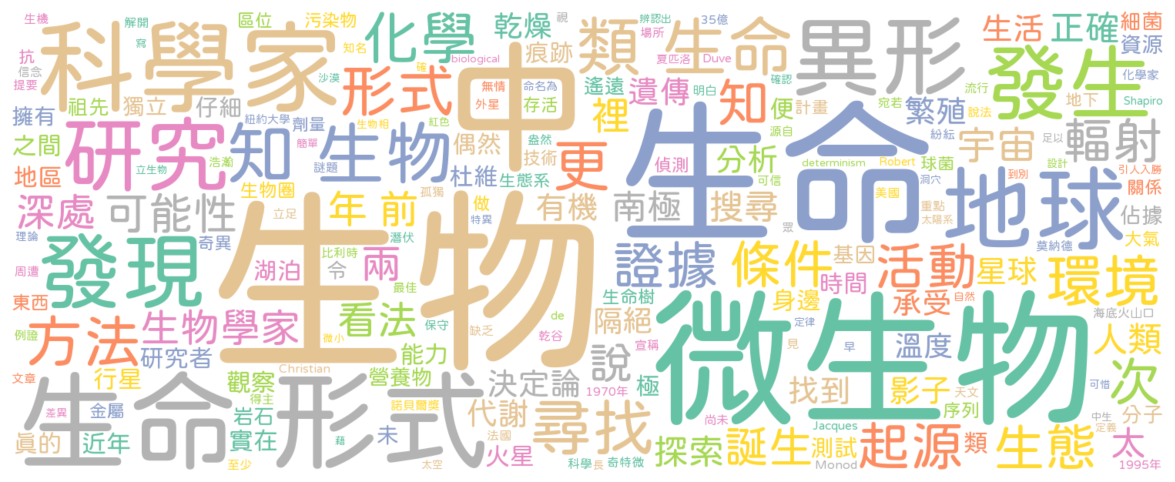 生機
解開
寫
區位
污染物
化學
乾燥
類
生命
異形
生活
正確
細菌
資源
辨認出
35億
場所
視
抗
信念
提要
科學家
知名
沙漠
形式
中
biological
無情
命名為
外星
存活
痕跡
夏匹洛
Duve
確認
化學家
發生
流行
地下
Shapiro
擁有
祖先
獨立
仔細
紐約大學
劑量
紅色
遙遠
遺傳
知
明白
便
計畫
宛若
繁殖
說法
源自
紛紜
之間
研究
知
生物
生物相
簡單
謎題
偶然
盎然
技術
裡
偵測
分析
determinism
Robert
球菌
宇宙
足以
輻射
地區
立生物
浩瀚
生物圈
孤獨
杜維
生態系
更
生命
可信
美國
洞穴
設計
到別
引人入勝
關係
深處
可能性
立足
年
前
做
特異
有機
南極
搜尋
重點
太陽系
地球
佔據
理論
奇異
潛伏
眾
莫納德
大氣
周遭
發現
湖泊
比利時
令
兩
生物
證據
條件
基因
時間
活動
星球
環境
東西
最佳
生命樹
身邊
承受
自然
海底火山口
例證
方法
生物學家
看法
保守
de
乾谷
隔絕
微生物
定律
溫度
人類
研究者
微小
缺乏
能力
宣稱
見
早
文章
行星
觀察
Christian
營養物
決定論
說
1970年
極
找到
影子
天文
可惜
次
差異
金屬
得主
岩石
諾貝爾獎
代謝
尋找
尚未
Jacques
序列
中生
定義
分子
真的
近年
實在
生命形式
藉
未
法國
火星
探索
誕生
測試
起源
類
生態
太
至少
太空
科學
長
奇特微
Monod
1995年